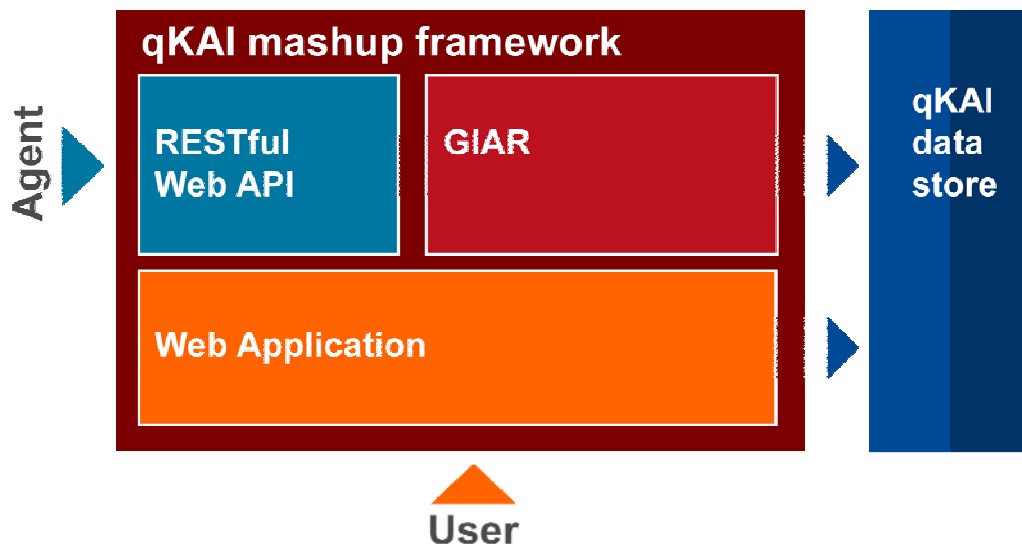 qKAI mashup framework
Agent
RESTful
Web API
GIAR
qKAI
data
store
Web Application
User